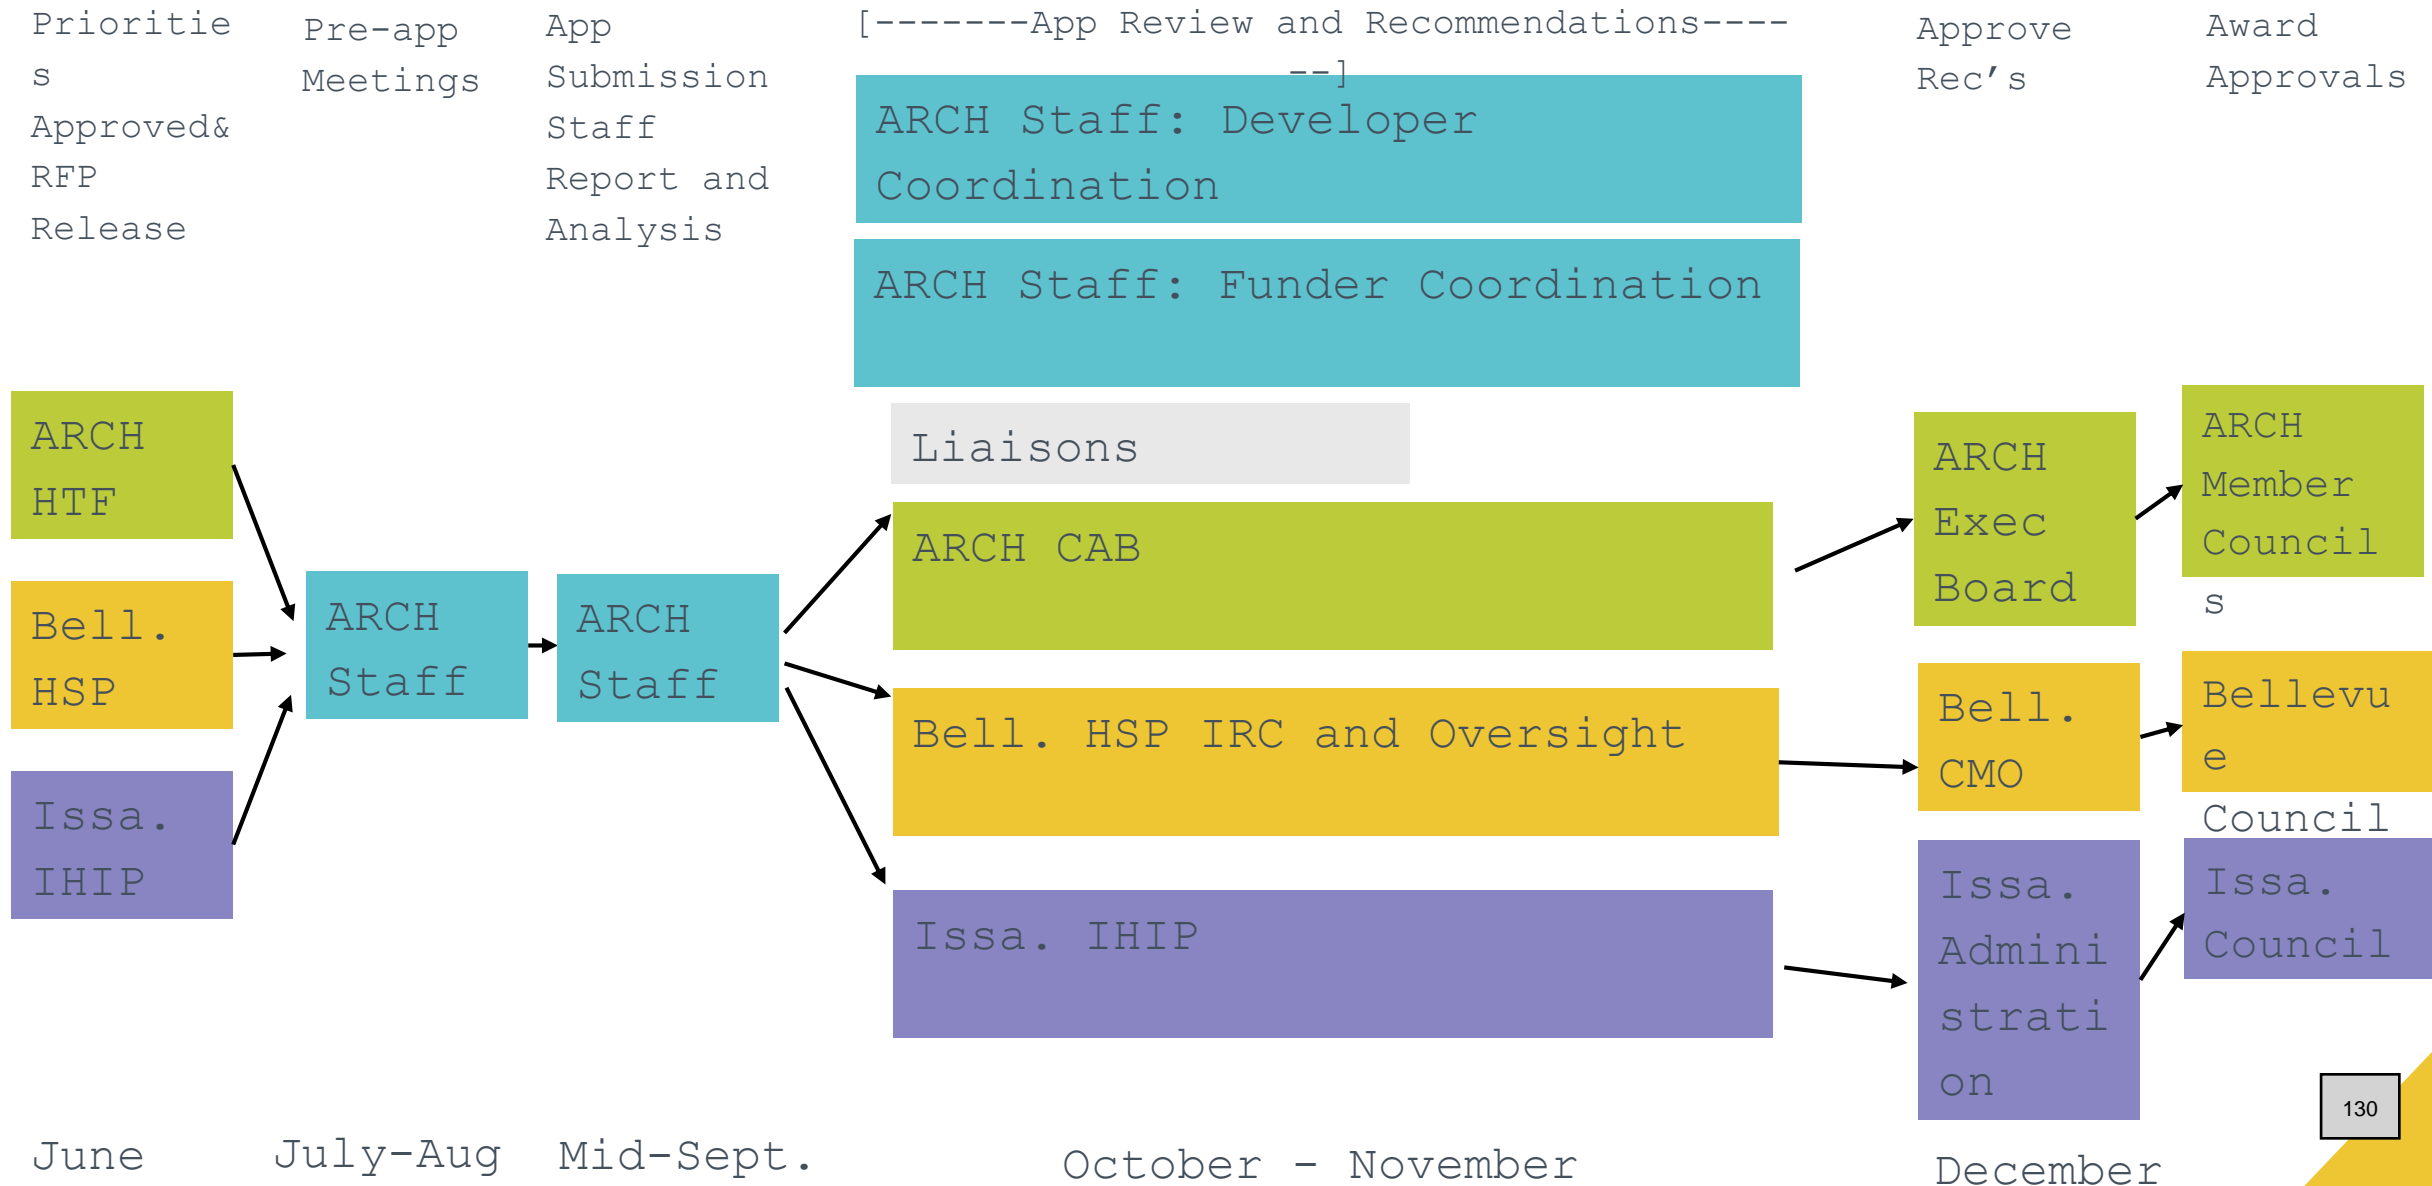 Prioritie
s
Approved&
RFP
Release
Pre-app
Meetings
App
Submission
Staff
Report and
Analysis
[-------App Review and Recommendations----
--]
Approve
Rec’s
Award
Approvals
ARCH Staff: Developer
Coordination
ARCH Staff: Funder Coordination
Liaisons
ARCH
HTF
Bell.
HSP
Issa.
IHIP
ARCH
Staff
ARCH
Staff
ARCH CAB
Bell. HSP IRC and Oversight
Issa. IHIP
ARCH
Exec
Board
Bell.
CMO
Issa.
Admini
strati
on
ARCH
Member
Council
s
Bellevu
e
Council
Issa.
Council
130
June
July-Aug
Mid-Sept.
October - November
December